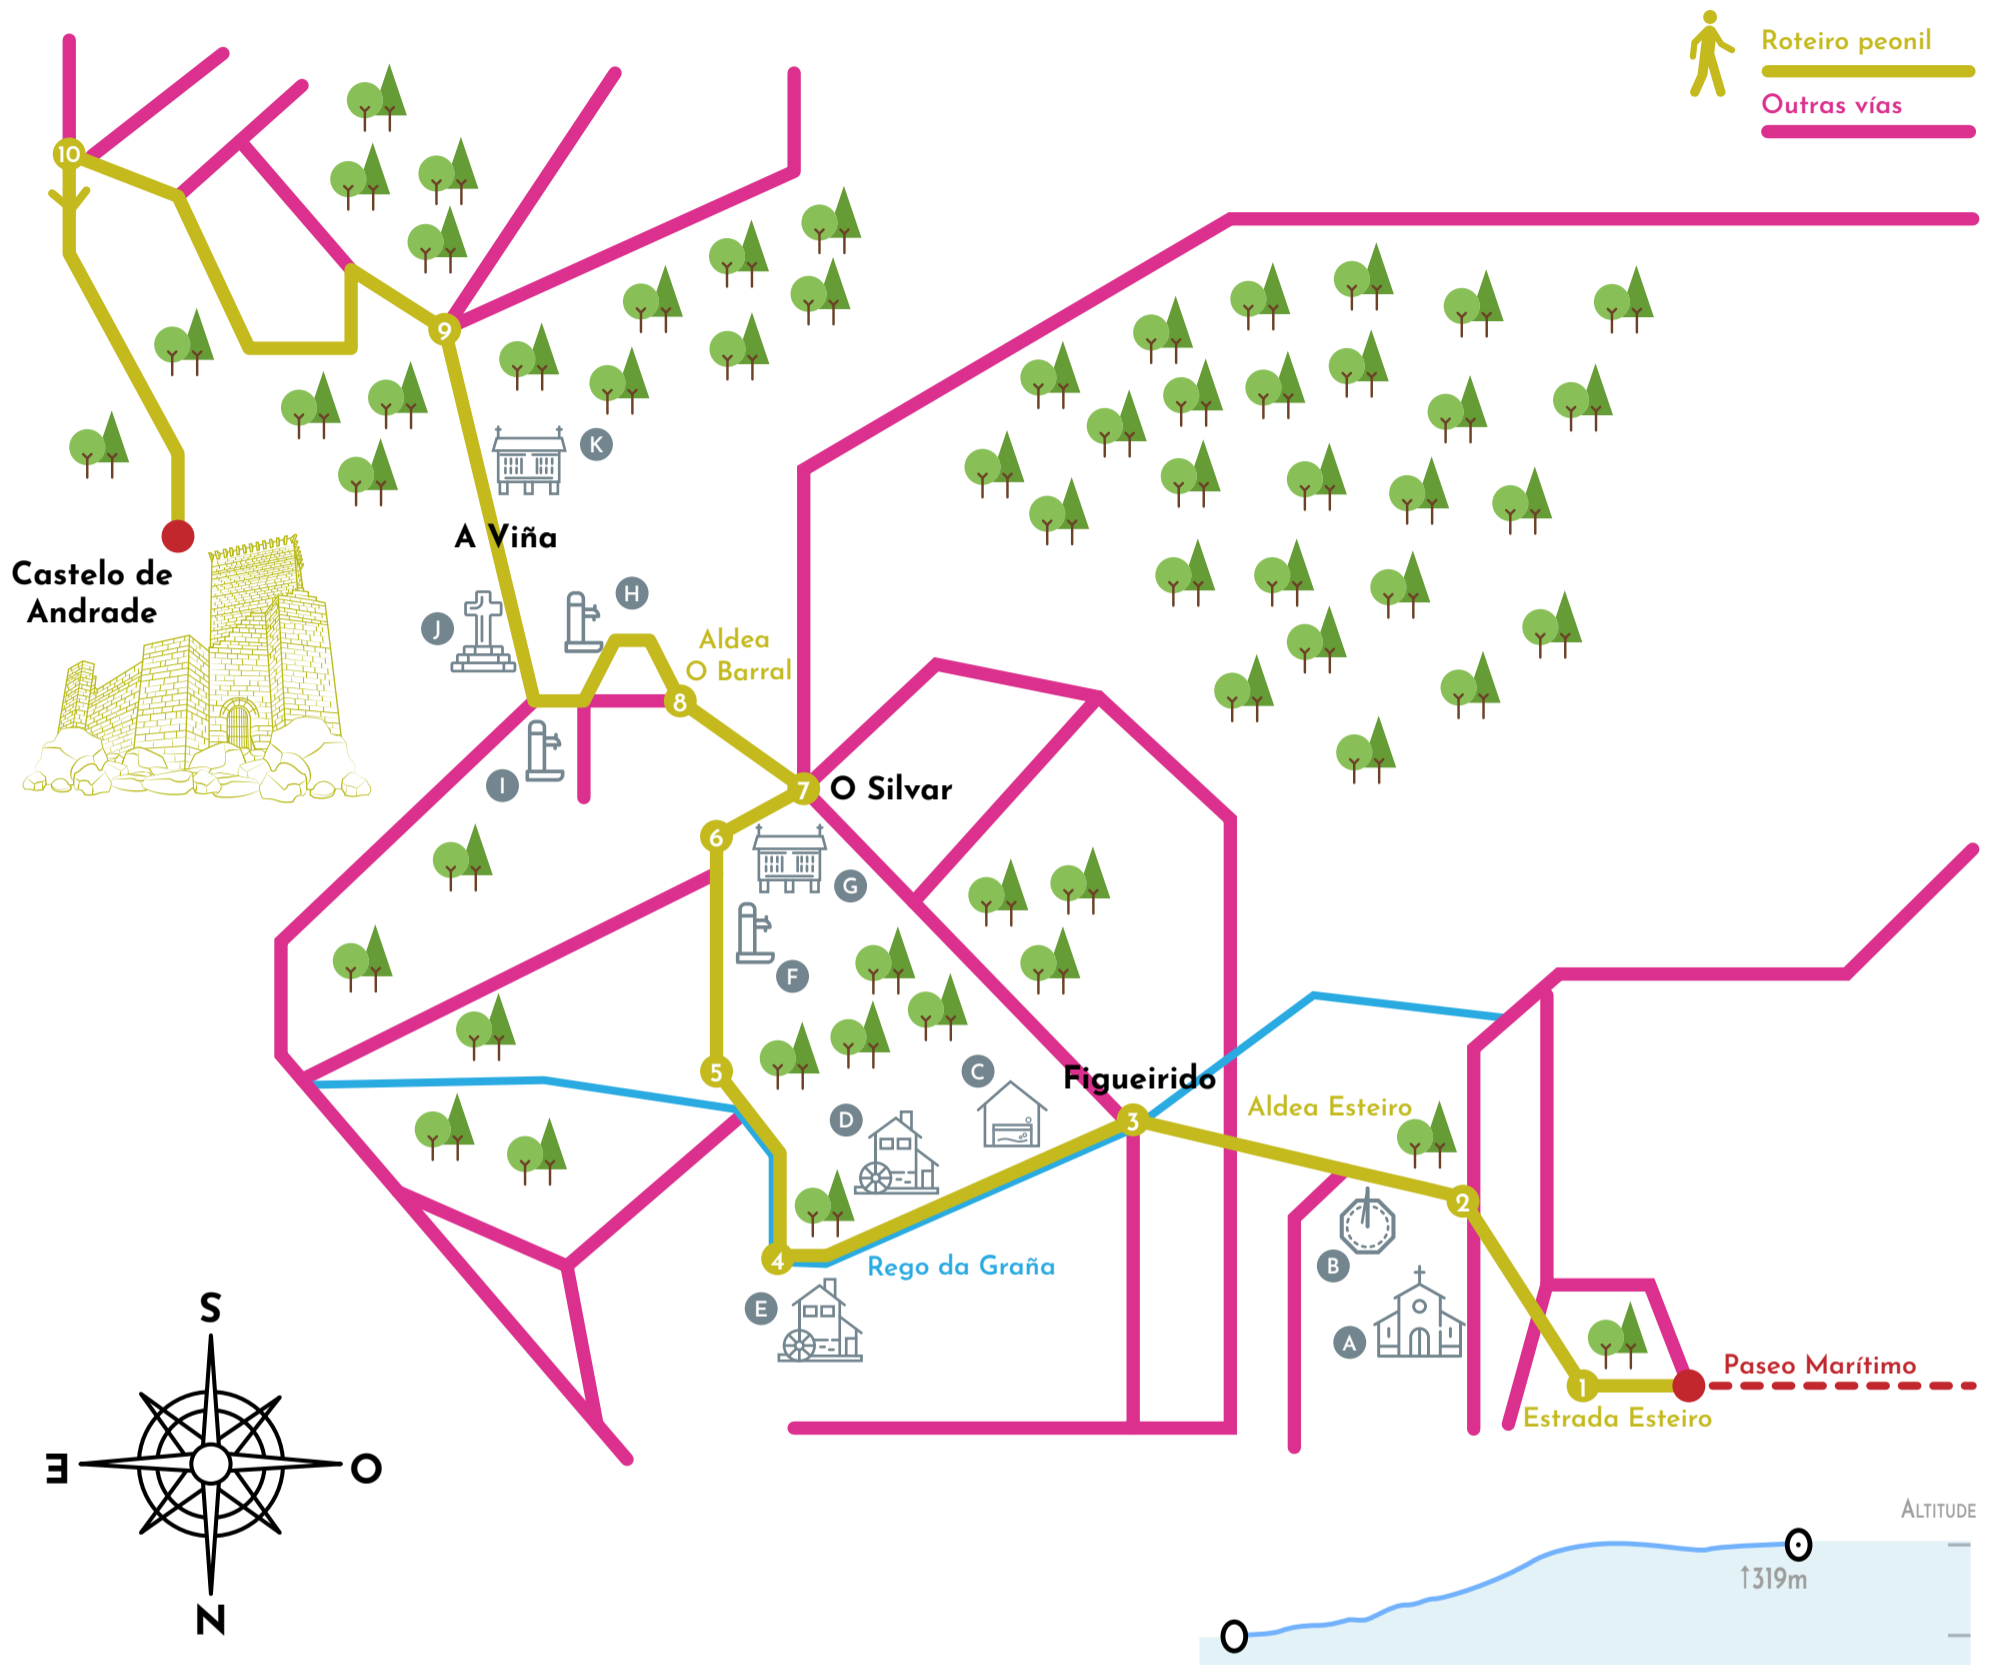 Roteiro peonil
Outras vías
10
9
K
A Viña
Castelo de
Andrade
H
J
Aldea
O Barral
8
I
7
O Silvar
6
G
F
5
C
Figueirido
D
3
Aldea Esteiro
2
4
Rego da Graña
B
E
A
S
Paseo Marítimo
1
Estrada Esteiro
E
O
N
ALTITUDE
↑319m